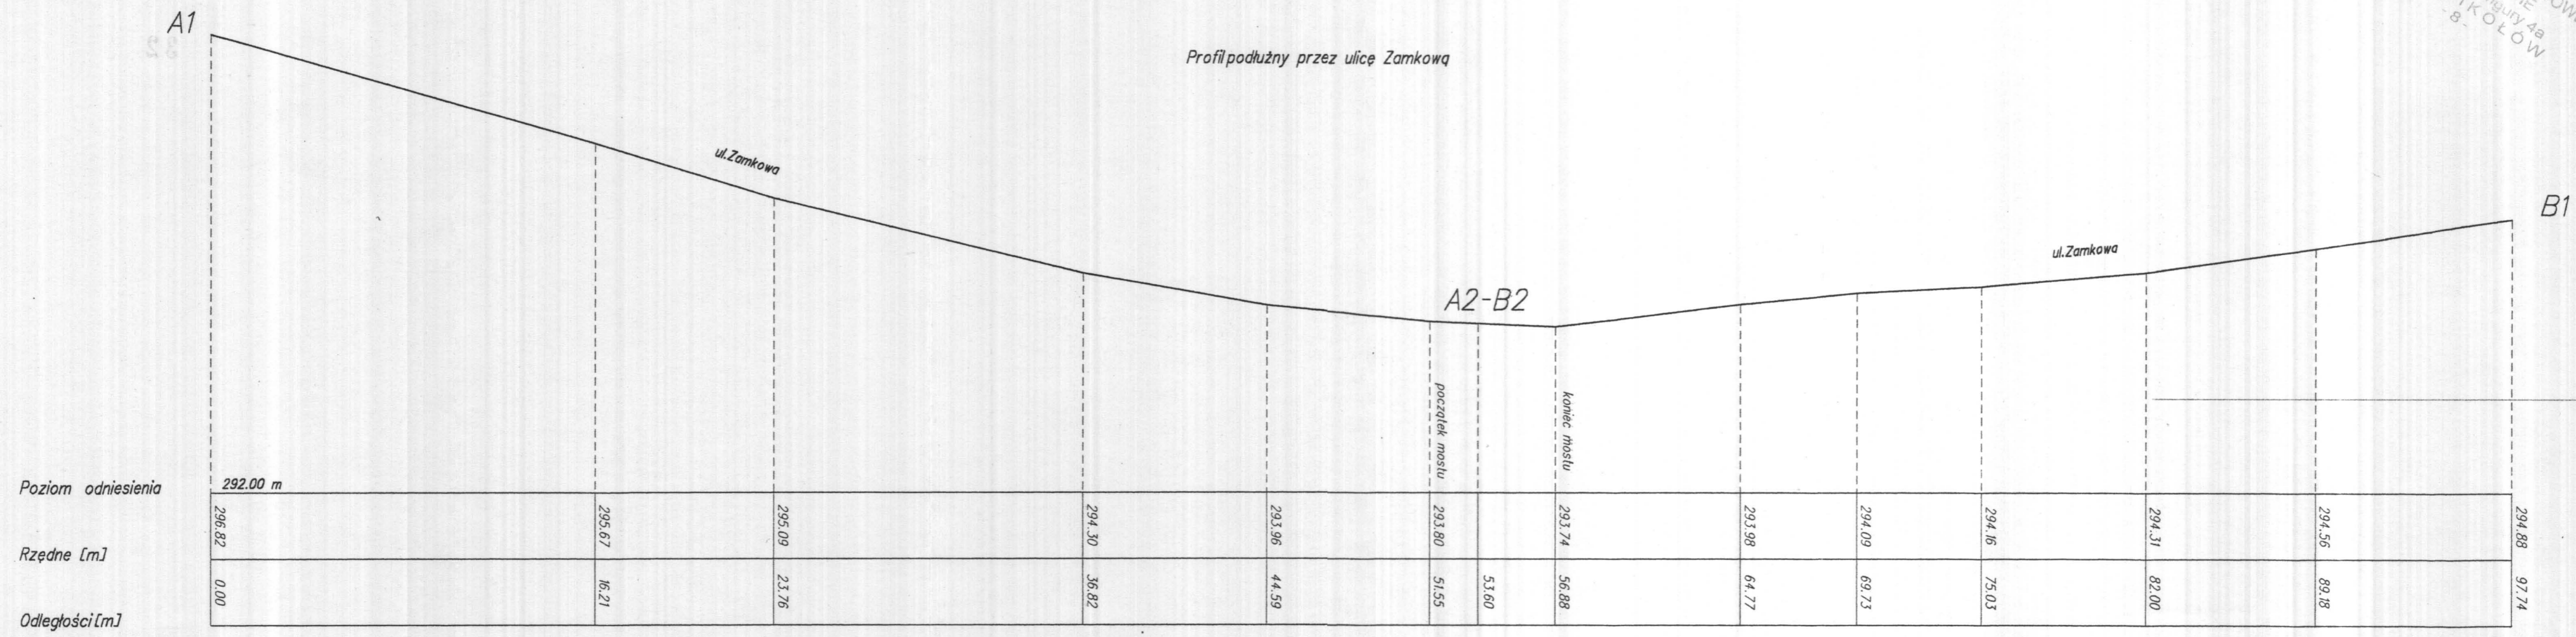 A1
Profil podłużny przez ulicę Zamkową
4a
-8-
ul.Zamkowa
B1
ul.Zamkowa
A2-B2
początek mostu
koniec mostu
Poziom odniesienia 292.00 m
Rzędne [m] 296.82 295.67 295.09 294.30 293.96 293.80 293.74 293.98 294.09 294.16 294.31 294.56 294.88
Odległości[m] 0.00 16.21 23.76 36.82 44.59 51.55 53.60 56.88 64.77 69.73 75.03 82.00 89.18 97.74